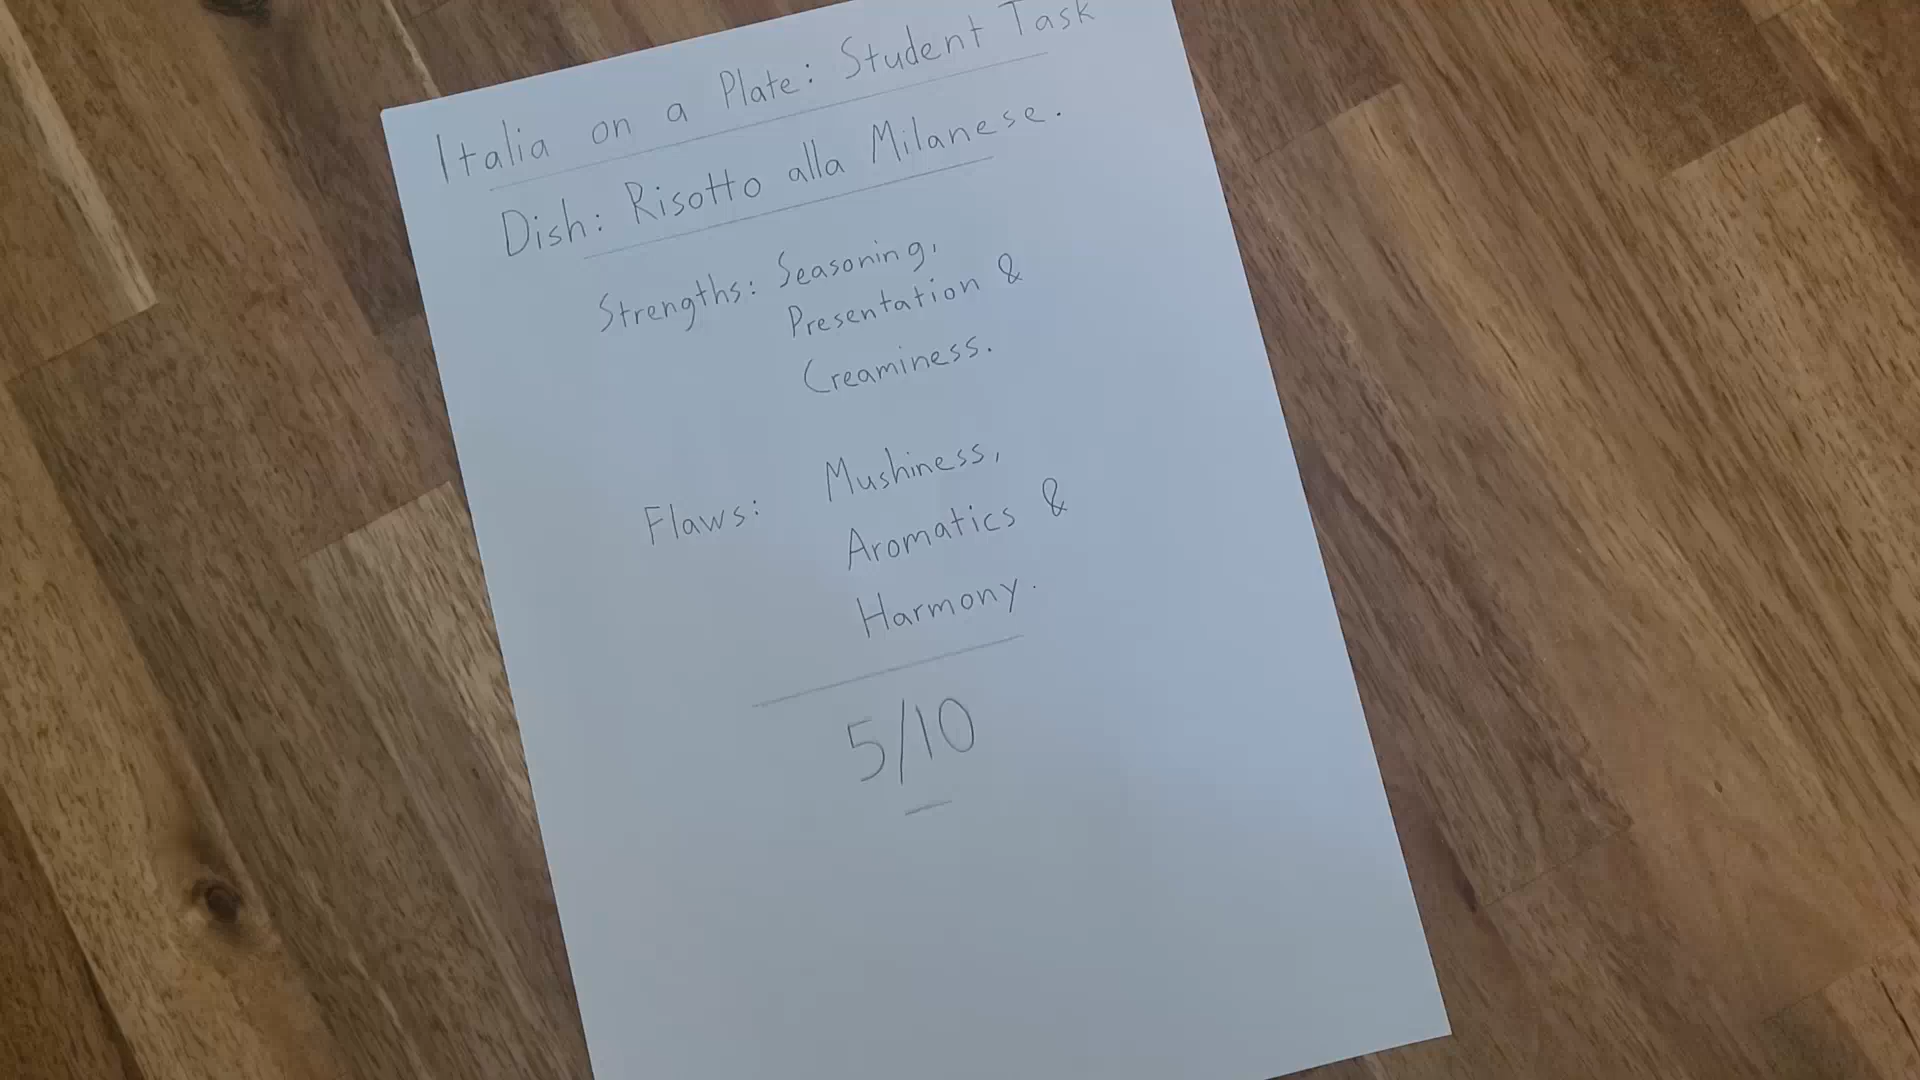 Italia on a Plate: Student Task
Dish: Risotto alla Milanese.
Strengths: Seasoning,
Presentation &
Creaminess.
Flaws: Mushiness,
Aromatics &
Harmony.
5/10